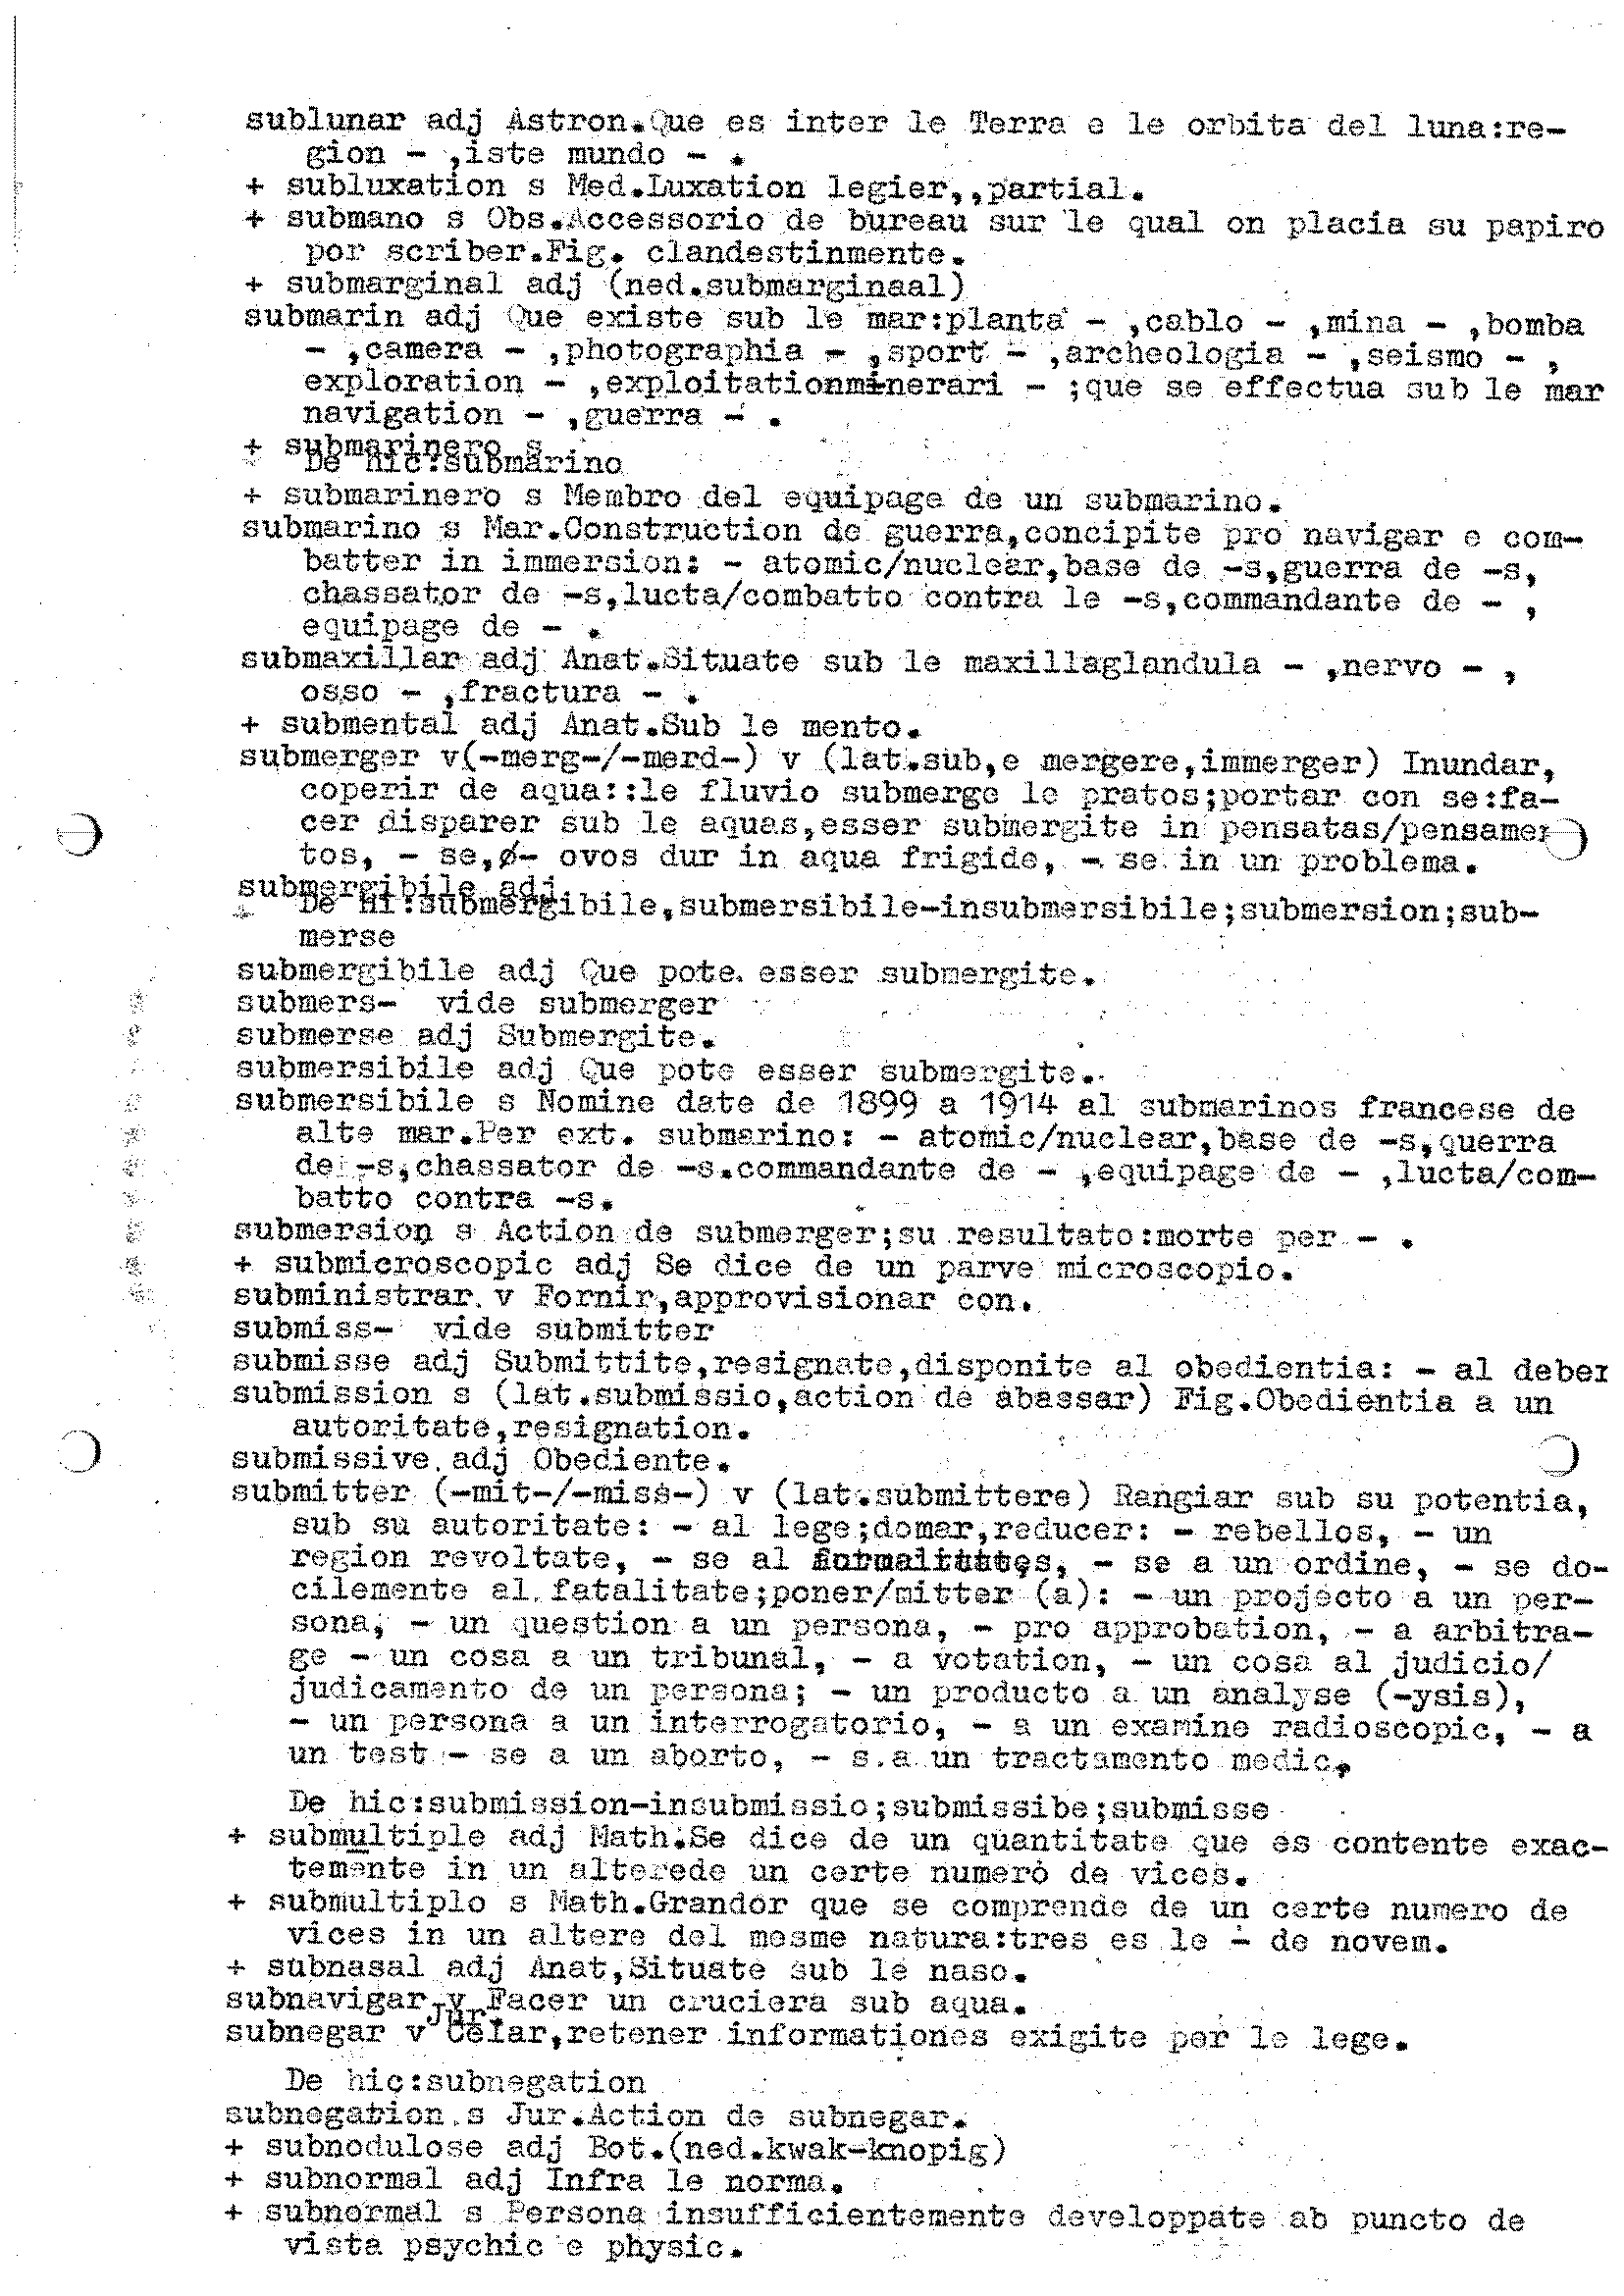 sublunar adj Astron.Que es inter le Terra e le orbita del luna:re-
gion - ,iste mundo - .
+ subluxation s Med.Luxation legier,,partial.
+ submano s Obs.Accessorio de bureau sur le qual on placia su papiro
por scriber.Fig. clandestinmente.
+ submarginal adj (ned.submarginaal)
submarin adj Que existe sub le mar:planta - ,cablo - ,mina - ,bomba
- ,camera - ,photographia - ,sport - ,archeologia - ,seismo - ,
exploration - ,exploitationminerari - ;que se effectua sub le mar
navigation - ,guerra - .
+ submarinero s
De hic:submarino
+ submarinero s Membro del equipage de un submarino.
submarino s Mar.Construction de guerra,concipite pro navigar e com-
batter in immersion: - atomic/nuclear,base de -s,guerra de -s,
chassator de -s,lucta/combatto contra le -s,commandante de - ,
equipage de - .
submaxillar adj Anat.Situate sub le maxillaglandula - ,nervo - ,
osso - ,fractura - .
+ submental adj Anat.Sub le mento.
submerger v(-merg-/-merd-) v (lat.sub,e mergere,immerger) Inundar,
coperir de aqua::le fluvio submerge le pratos;portar con se:fa-
cer disparer sub le aquas,esser submergite in pensatas/pensamen
tos, - se, - ovos dur in aqua frigide, - se in un problema.
submergibile adj
De hi:submergibile,submersibile-insubmersibile;submersion;sub-
merse
submergibile adj Que pote esser submergite.
submers- vide submerger
submerse adj Submergite.
submersibile adj Que pote esser submergite.
submersibile s Nomine date de 1899 a 1914 al submarinos francese de
alte mar.Per ext. submarino: - atomic/nuclear,base de -s,querra
de -s,chassator de -s.commandante de - ,equipage de - ,lucta/com-
batto contra -s.
submersion s Action de submerger;su resultato:morte per - .
+ submicroscopic adj Se dice de un parve microscopio.
subministrar v Fornir,approvisionar con.
submiss- vide submitter
submisse adj Submittite,resignate,disponite al obedientia: - al deber
submission s (lat.submissio,action de abassar) Fig.Obedientia a un
autoritate,resignation.
submissive adj Obediente.
submitter (-mit-/-miss-) v (lat.submittere) Rangiar sub su potentia,
sub su autoritate: - al lege;domar,reducer: - rebellos, - un
region revoltate, - se al formalitates, - se a un ordine, - se do-
cilemente al fatalitate;poner/mitter (a): - un projecto a un per-
sona, - un question a un persona, - pro approbation, - a arbitra-
ge - un cosa a un tribunal, - a votation, - un cosa al judicio/
judicamento de un persona; - un producto a un analyse (-ysis),
- un persona a un interrogatorio, - a un examine radioscopic, - a
un test - se a un aborto, - s.a un tractamento medic.
De hic:submission-insubmissio;submissibe;submisse
+ submultiple adj Math.Se dice de un quantitate que es contente exac-
temente in un alterede un certe numero de vices.
+ submultiplo s Math.Grandor que se comprende de un certe numero de
vices in un altere del mesme natura:tres es le - de novem.
+ subnasal adj Anat,Situate sub le naso.
subnavigar v Facer un cruciera sub aqua.
subnegar v Jur. Celar,retener informationes exigite per le lege.
De hic:subnegation
subnegation s Jur.Action de subnegar.
+ subnodulose adj Bot.(ned.kwak-knopig)
+ subnormal adj Infra le norma.
+ subnormal s Persona insufficientemente developpate ab puncto de
vista psychic e physic.